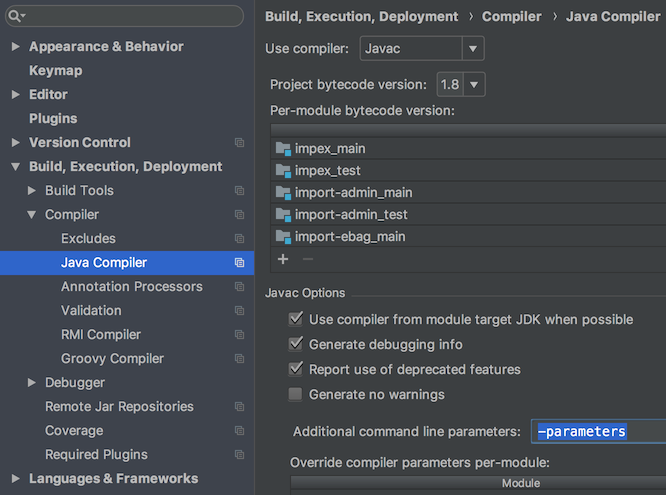 Appearance & Behavior
Keymap
Editor
Plugins
Version Control
Build, Execution, Deployment
Build Tools
Compiler
Excludes
Java Compiler
Annotation Processors
Validation
RMI Compiler
Groovy Compiler
Debugger
Remote Jar Repositories
Coverage
Required Plugins
Languages & Frameworks
Build, Execution, Deployment › Compiler › Java Compiler
Use compiler: Javac
Project bytecode version: 1.8
Per-module bytecode version:
impex_main
impex_test
import-admin_main
import-admin_test
import-ebag_main
Javac Options
Use compiler from module target JDK when possible
Generate debugging info
Report use of deprecated features
Generate no warnings
Additional command line parameters: -parameters
Override compiler parameters per-module:
Module